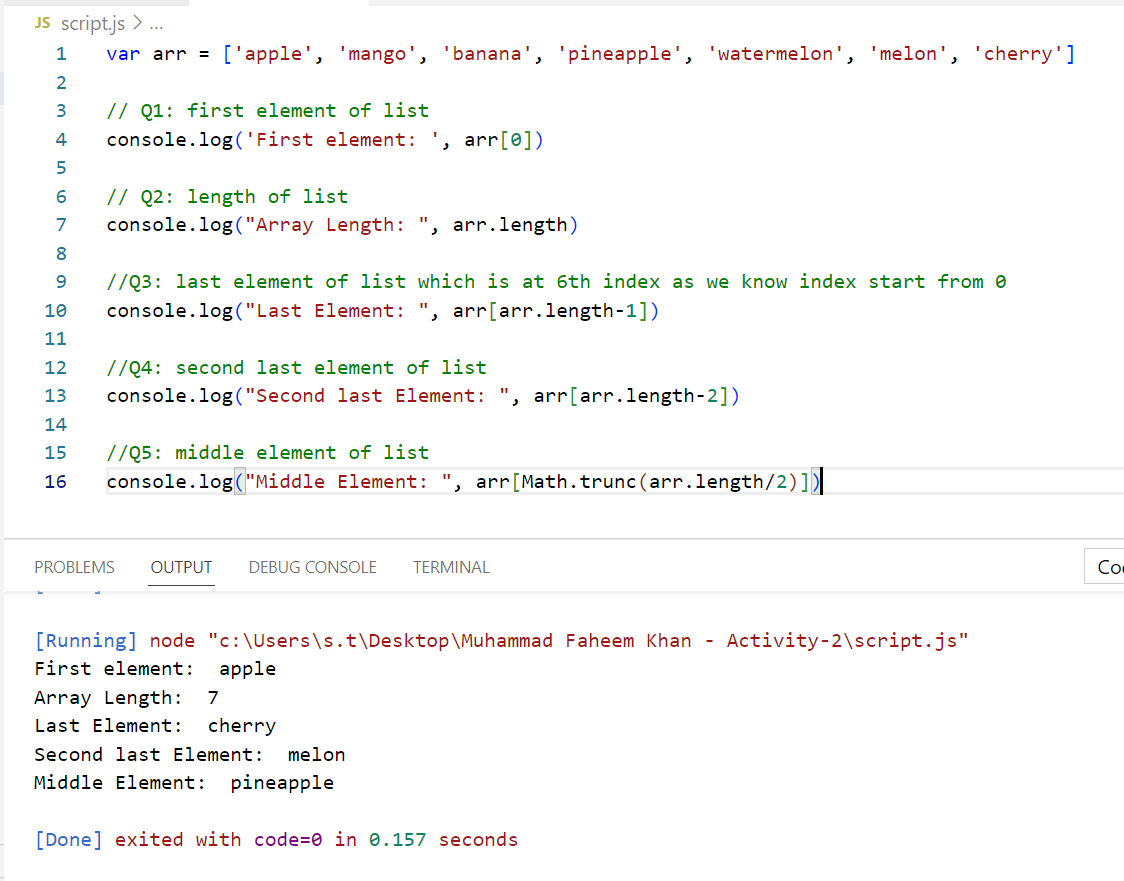 JS script.js > ...
1 var arr = ['apple', 'mango', 'banana', 'pineapple', 'watermelon', 'melon', 'cherry']
2
3 // Q1: first element of list
4 console.log('First element: ', arr[0])
5
6 // Q2: length of list
7 console.log("Array Length: ", arr.length)
8
9 //Q3: last element of list which is at 6th index as we know index start from 0
10 console.log("Last Element: ", arr[arr.length-1])
11
12 //Q4: second last element of list
13 console.log("Second last Element: ", arr[arr.length-2])
14
15 //Q5: middle element of list
16 console.log("Middle Element: ", arr[Math.trunc(arr.length/2)])
PROBLEMS OUTPUT DEBUG CONSOLE TERMINAL
[Running] node "c:\Users\s.t\Desktop\Muhammad Faheem Khan - Activity-2\script.js"
First element:  apple
Array Length:  7
Last Element:  cherry
Second last Element:  melon
Middle Element:  pineapple
[Done] exited with code=0 in 0.157 seconds